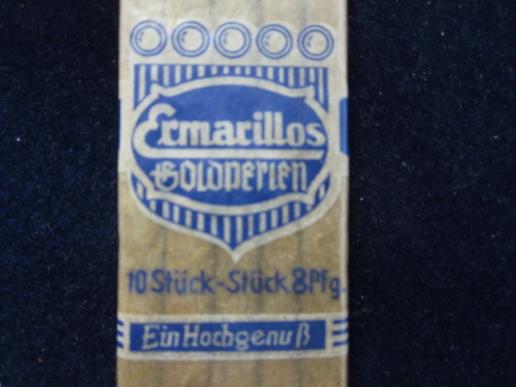 Ermarillos
GOLDPERLEN
10 Stück-Stück 8 Pfg.
Ein Hochgenuß